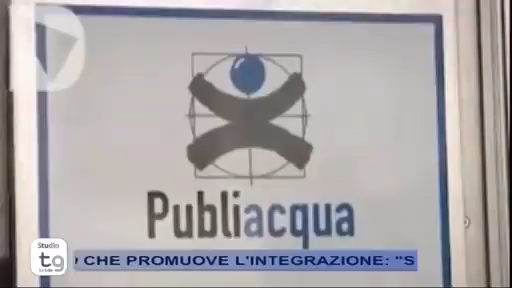 Publiacqua
Studio
tg
CHE PROMUOVE L'INTEGRAZIONE: "S